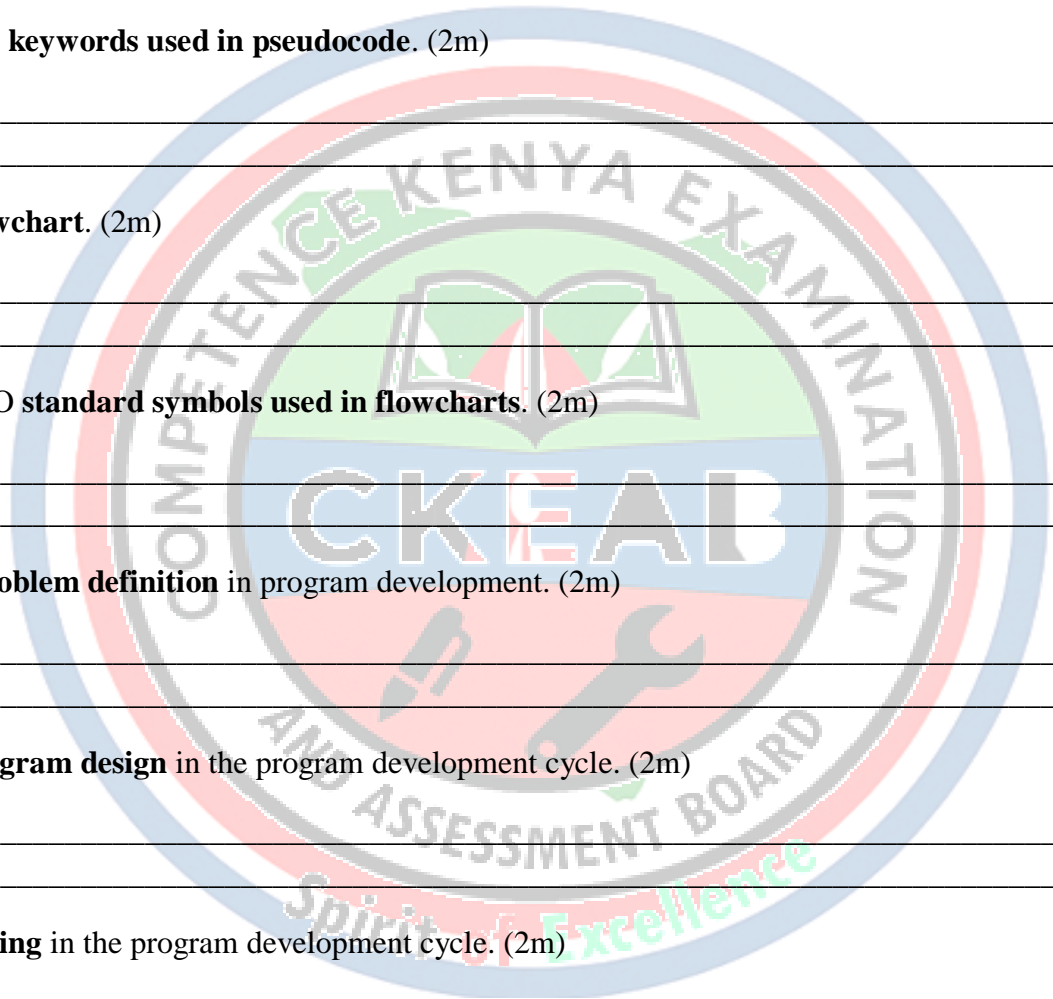 keywords used in pseudocode. (2m)
wchart. (2m)
O standard symbols used in flowcharts. (2m)
oblem definition in program development. (2m)
gram design in the program development cycle. (2m)
ing in the program development cycle. (2m)
COMPETENCE KENYA EXAMINATION
CKEAB
AND ASSESSMENT BOARD
Spirit of Excellence